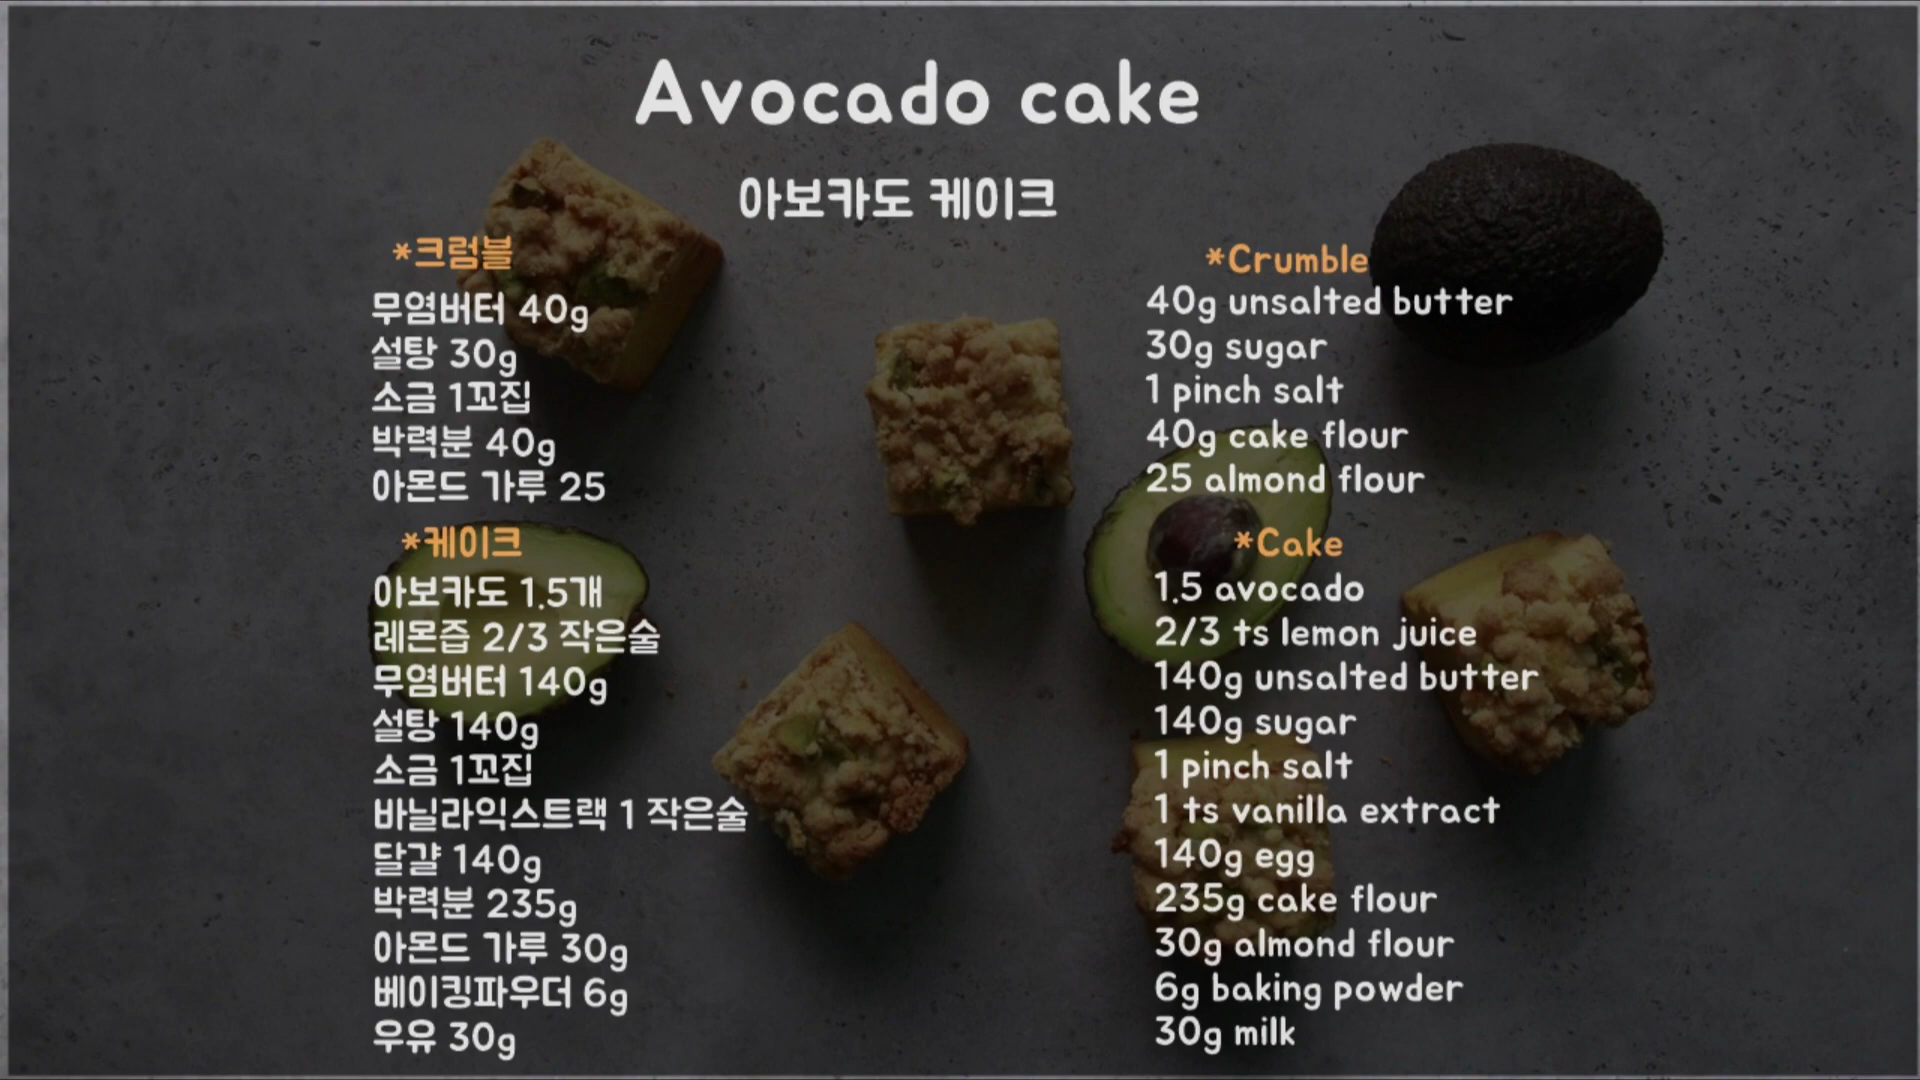 Avocado cake
아보카도 케이크
*크럼블
무염버터 40g
설탕 30g
소금 1꼬집
박력분 40g
아몬드 가루 25
*케이크
아보카도 1.5개
레몬즙 2/3 작은술
무염버터 140g
설탕 140g
소금 1꼬집
바닐라익스트랙 1 작은술
달걀 140g
박력분 235g
아몬드 가루 30g
베이킹파우더 6g
우유 30g
*Crumble
40g unsalted butter
30g sugar
1 pinch salt
40g cake flour
25 almond flour
*Cake
1.5 avocado
2/3 ts lemon juice
140g unsalted butter
140g sugar
1 pinch salt
1 ts vanilla extract
140g egg
235g cake flour
30g almond flour
6g baking powder
30g milk